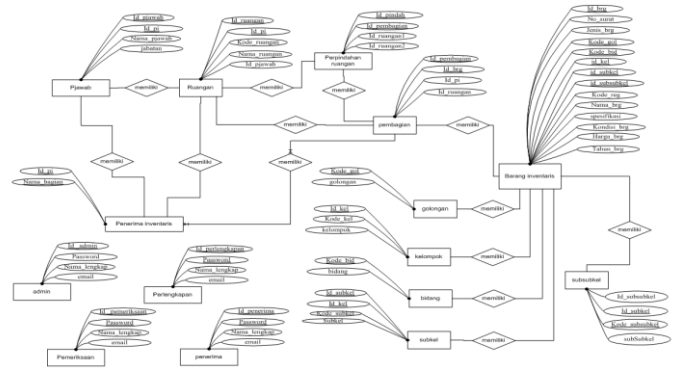 Id_pjawab
Id_pi
Nama_pjawab
jabatan
Pjawab
memiliki
Id_ruangan
Id_pi
Kode_ruangan
Nama_ruangan
Id_pjawab
Ruangan
memiliki
Id_pindah
Id_pembagian
Id_ruangan1
Id_ruangan2
Perpindahan
ruangan
memiliki
Id_pembagian
Id_brg
Id_pi
Id_ruangan
memiliki
pembagian
memiliki
Id_brg
No_surat
Jenis_brg
Kode_gol
Kode_bid
id_kel
id_subkel
id_subsubkel
Kode_reg
Nama_brg
spesifikasi
Kondisi_brg
Harga_brg
Tahun_brg
Barang inventaris
memiliki
memiliki
memiliki
Id_pi
Nama_bagian
Penerima inventaris
Kode_gol
golongan
golongan
memiliki
Id_kel
Kode_kel
kelompok
kelompok
memiliki
Kode_bid
bidang
bidang
memiliki
Id_subkel
Id_kel
Kode_subkel
Subkel
subkel
memiliki
memiliki
subsubkel
Id_subsubkel
Id_subkel
Kode_subsubkel
subSubkel
Id_admin
Password
Nama_lengkap
email
admin
Id_perlengkapan
Password
Nama_lengkap
email
Perlengkapan
Id_pemeriksaan
Password
Nama_lengkap
email
Pemeriksaan
Id_penerima
Password
Nama_lengkap
email
penerima